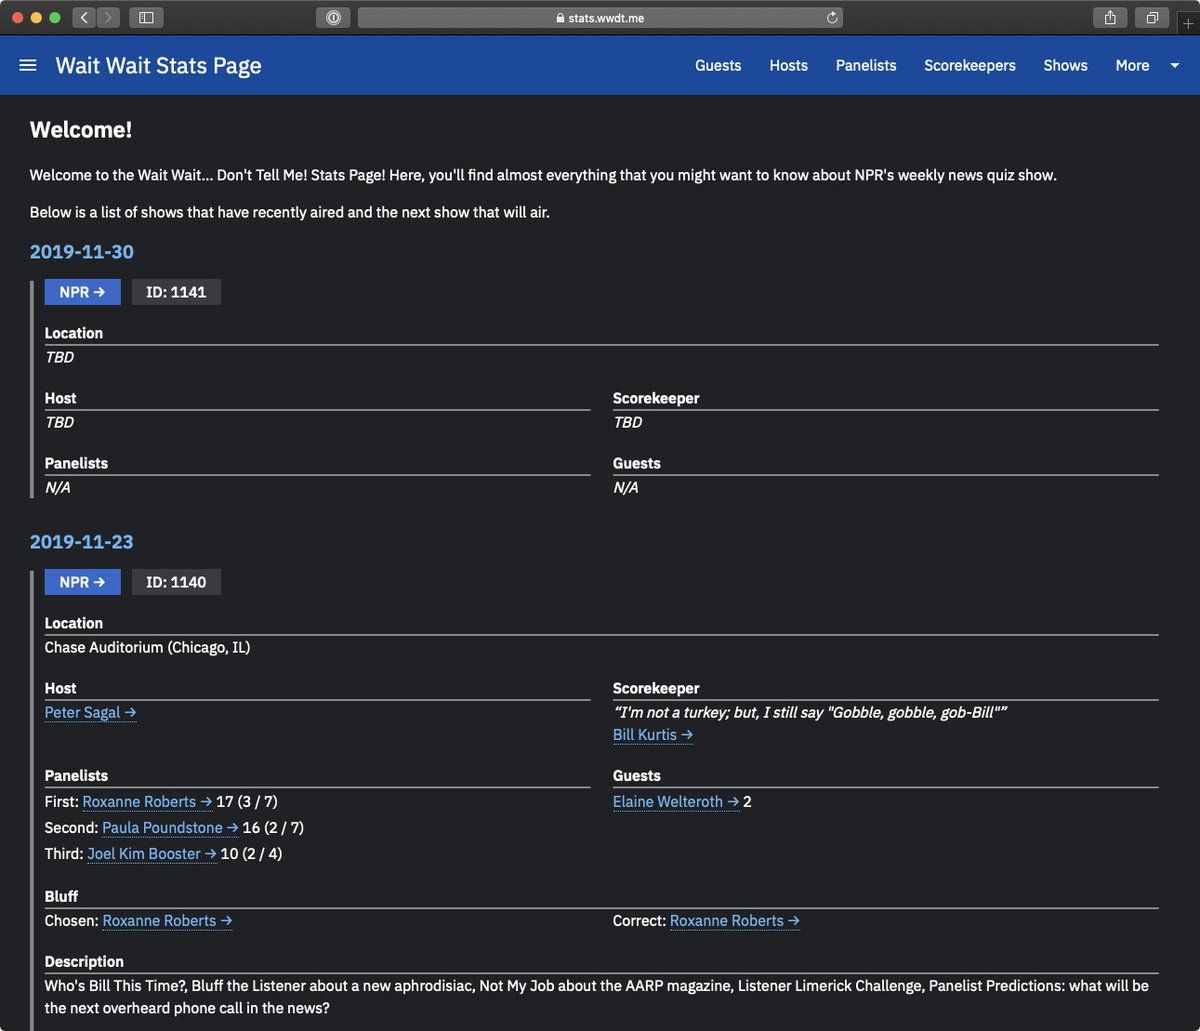 stats.wwdt.me
Wait Wait Stats Page
Guests Hosts Panelists Scorekeepers Shows More
Welcome!
Welcome to the Wait Wait... Don't Tell Me! Stats Page! Here, you'll find almost everything that you might want to know about NPR's weekly news quiz show.
Below is a list of shows that have recently aired and the next show that will air.
2019-11-30
NPR → ID: 1141
Location
TBD
Host
TBD
Scorekeeper
TBD
Panelists
N/A
Guests
N/A
2019-11-23
NPR → ID: 1140
Location
Chase Auditorium (Chicago, IL)
Host
Peter Sagal →
Scorekeeper
“I'm not a turkey; but, I still say "Gobble, gobble, gob-Bill"”
Bill Kurtis →
Panelists
First: Roxanne Roberts → 17 (3 / 7)
Second: Paula Poundstone → 16 (2 / 7)
Third: Joel Kim Booster → 10 (2 / 4)
Guests
Elaine Welteroth → 2
Bluff
Chosen: Roxanne Roberts →
Correct: Roxanne Roberts →
Description
Who's Bill This Time?, Bluff the Listener about a new aphrodisiac, Not My Job about the AARP magazine, Listener Limerick Challenge, Panelist Predictions: what will be
the next overheard phone call in the news?